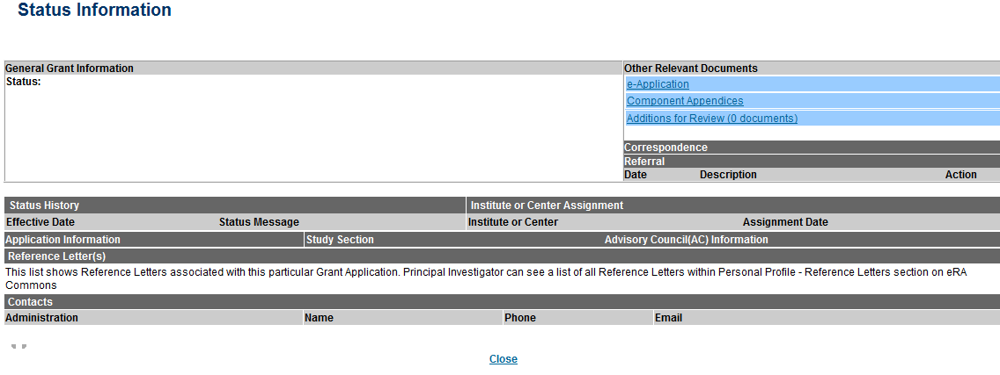 Status Information
General Grant Information
Other Relevant Documents
Status:
e-Application
Component Appendices
Additions for Review (0 documents)
Correspondence
Referral
Date Description Action
Status History Institute or Center Assignment
Effective Date Status Message Institute or Center Assignment Date
Application Information Study Section Advisory Council(AC) Information
Reference Letter(s)
This list shows Reference Letters associated with this particular Grant Application. Principal Investigator can see a list of all Reference Letters within Personal Profile - Reference Letters section on eRA
Commons
Contacts
Administration Name Phone Email
Close